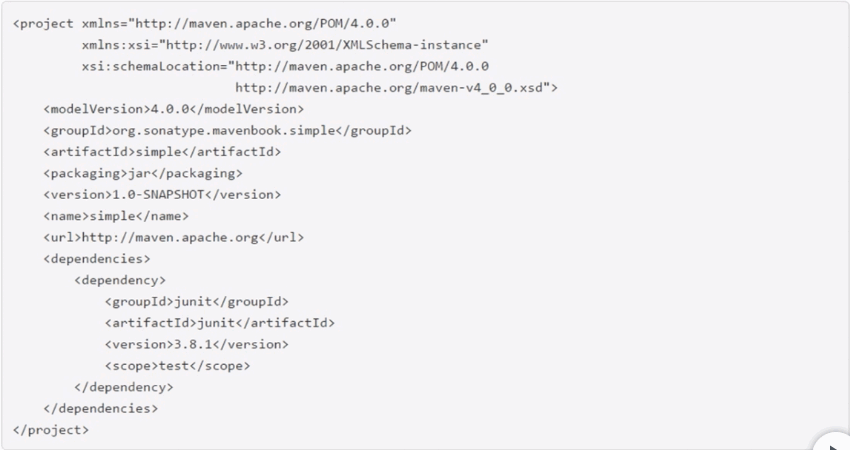 <project xmlns="http://maven.apache.org/POM/4.0.0"
         xmlns:xsi="http://www.w3.org/2001/XMLSchema-instance"
         xsi:schemaLocation="http://maven.apache.org/POM/4.0.0
                             http://maven.apache.org/maven-v4_0_0.xsd">
    <modelVersion>4.0.0</modelVersion>
    <groupId>org.sonatype.mavenbook.simple</groupId>
    <artifactId>simple</artifactId>
    <packaging>jar</packaging>
    <version>1.0-SNAPSHOT</version>
    <name>simple</name>
    <url>http://maven.apache.org</url>
    <dependencies>
        <dependency>
            <groupId>junit</groupId>
            <artifactId>junit</artifactId>
            <version>3.8.1</version>
            <scope>test</scope>
        </dependency>
    </dependencies>
</project>